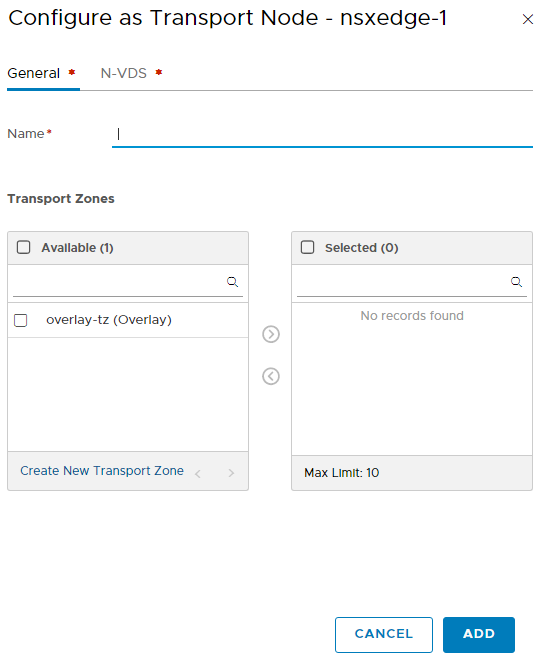 Configure as Transport Node - nsxedge-1
General * N-VDS *
Name*
Transport Zones
Available (1) Selected (0)
overlay-tz (Overlay) No records found
Create New Transport Zone Max Limit: 10
CANCEL ADD